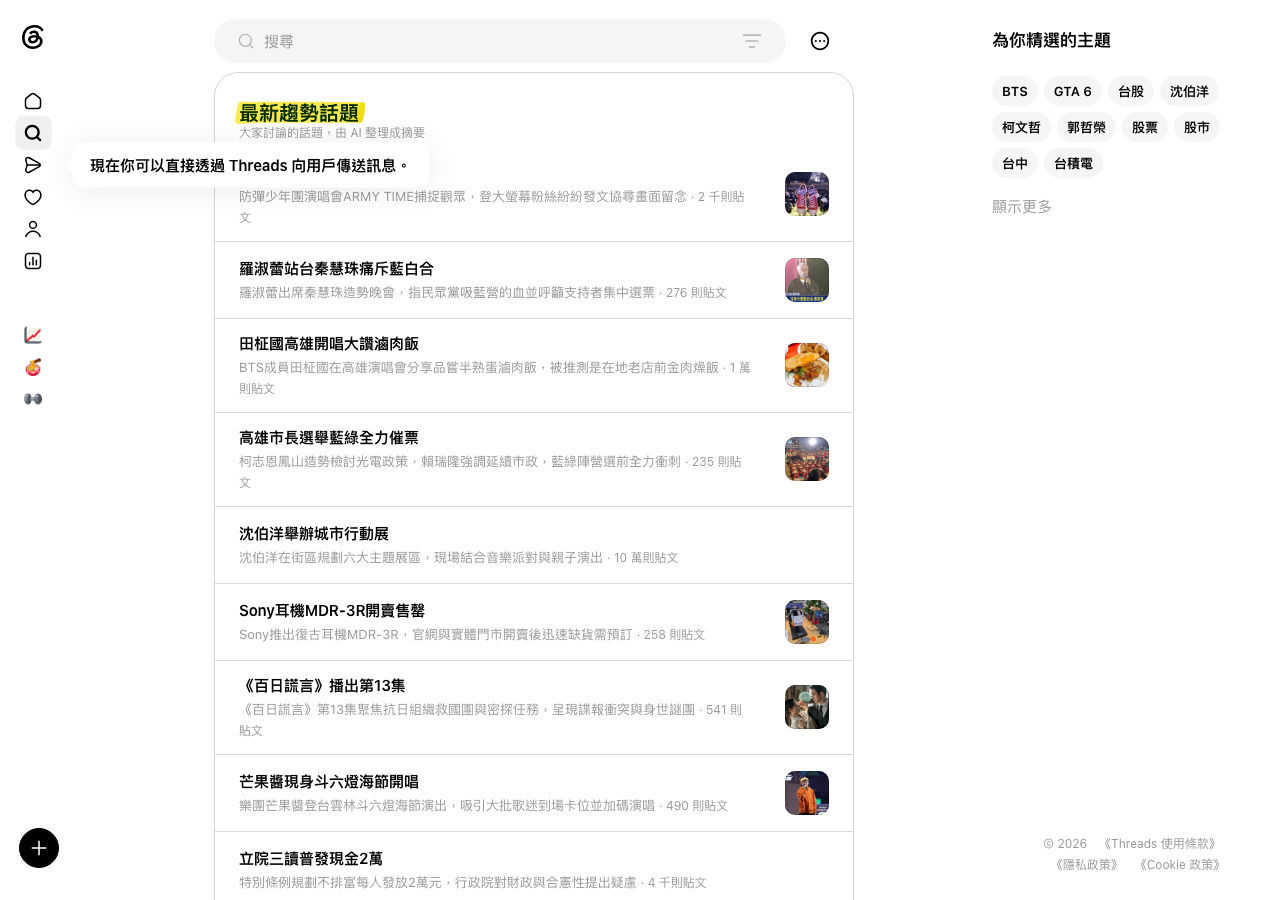 搜尋
最新趨勢話題
大家討論的話題，由 AI 整理成摘要
現在你可以直接透過 Threads 向用戶傳送訊息。
防彈少年團演唱會ARMY TIME捕捉觀眾，登大螢幕粉絲紛紛發文協尋畫面留念 · 2 千則貼
文
羅淑蕾站台秦慧珠痛斥藍白合
羅淑蕾出席秦慧珠造勢晚會，指民眾黨吸藍營的血並呼籲支持者集中選票 · 276 則貼文
田柾國高雄開唱大讚滷肉飯
BTS成員田柾國在高雄演唱會分享品嘗半熟蛋滷肉飯，被推測是在地老店前金肉燥飯 · 1 萬
則貼文
高雄市長選舉藍綠全力催票
柯志恩鳳山造勢檢討光電政策，賴瑞隆強調延續市政，藍綠陣營選前全力衝刺 · 235 則貼
文
沈伯洋舉辦城市行動展
沈伯洋在街區規劃六大主題展區，現場結合音樂派對與親子演出 · 10 萬則貼文
Sony耳機MDR-3R開賣售罄
Sony推出復古耳機MDR-3R，官網與實體門市開賣後迅速缺貨需預訂 · 258 則貼文
《百日謊言》播出第13集
《百日謊言》第13集聚焦抗日組織救國團與密探任務，呈現諜報衝突與身世謎團 · 541 則
貼文
芒果醬現身斗六燈海節開唱
樂團芒果醬登台雲林斗六燈海節演出，吸引大批歌迷到場卡位並加碼演唱 · 490 則貼文
立院三讀普發現金2萬
特別條例規劃不排富每人發放2萬元，行政院對財政與合憲性提出疑慮 · 4 千則貼文
為你精選的主題
BTS
GTA 6
台股
沈伯洋
柯文哲
郭哲榮
股票
股市
台中
台積電
顯示更多
© 2026 《Threads 使用條款》
《隱私政策》 《Cookie 政策》